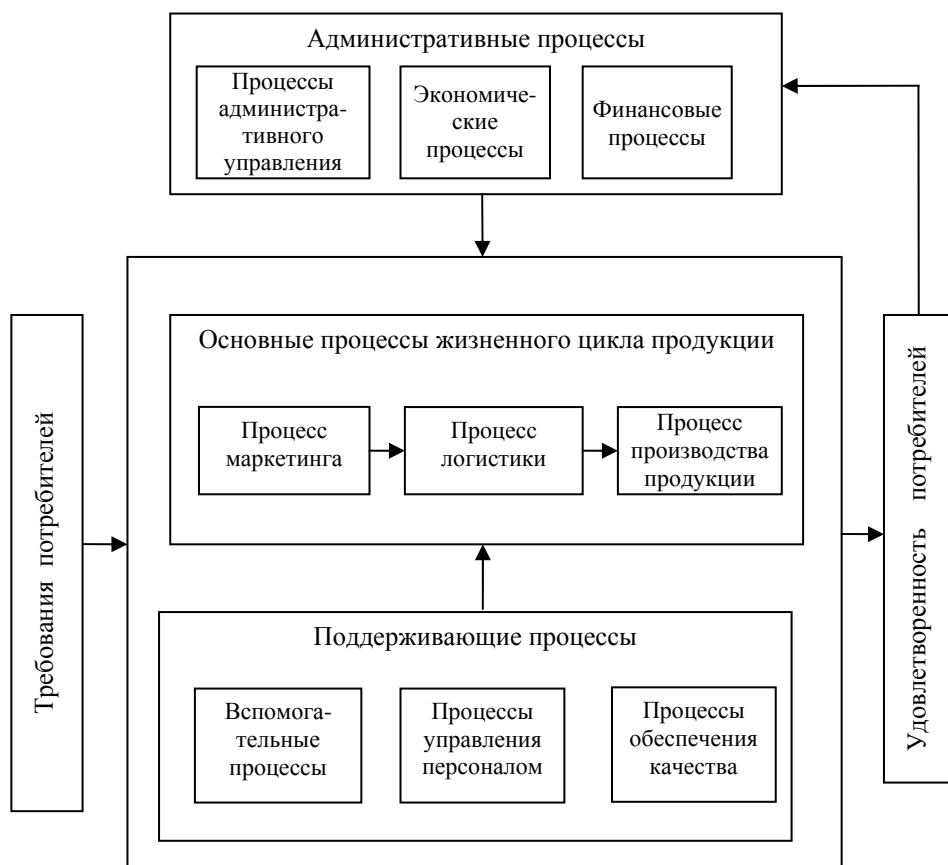 Административные процессы
Процессы
администра-
тивного
управления
Экономиче-
ские
процессы
Финансовые
процессы
Требования потребителей
Основные процессы жизненного цикла продукции
Процесс
маркетинга
Процесс
логистики
Процесс
производства
продукции
Поддерживающие процессы
Вспомога-
тельные
процессы
Процессы
управления
персоналом
Процессы
обеспечения
качества
Удовлетворенность потребителей